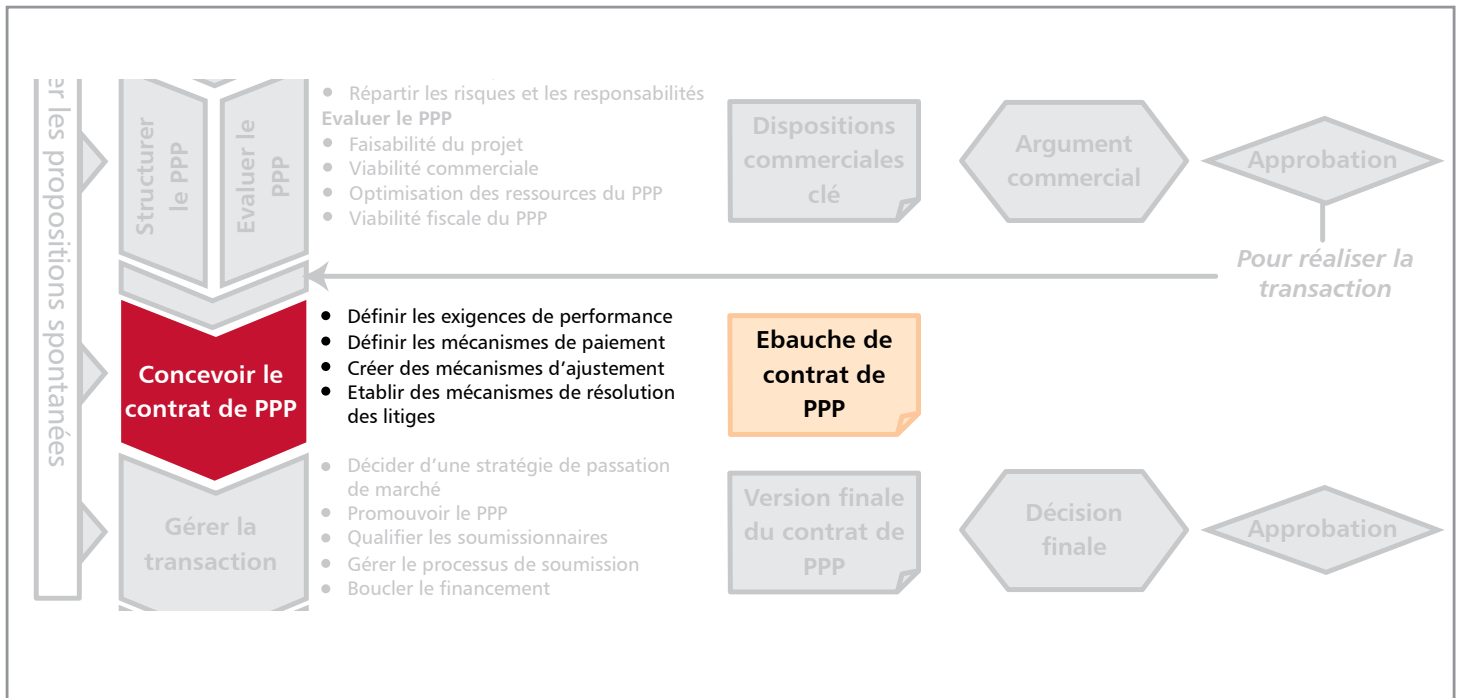 er les propositions spontanées
Structurer
le PPP
Evaluer le
PPP
Répartir les risques et les responsabilités
Evaluer le PPP
Faisabilité du projet
Viabilité commerciale
Optimisation des ressources du PPP
Viabilité fiscale du PPP
Dispositions
commerciales
clé
Argument
commercial
Approbation
Pour réaliser la
transaction
Concevoir le
contrat de PPP
Définir les exigences de performance
Définir les mécanismes de paiement
Créer des mécanismes d’ajustement
Etablir des mécanismes de résolution
des litiges
Ebauche de
contrat de
PPP
Gérer la
transaction
Décider d’une stratégie de passation
de marché
Promouvoir le PPP
Qualifier les soumissionnaires
Gérer le processus de soumission
Boucler le financement
Version finale
du contrat de
PPP
Décision
finale
Approbation